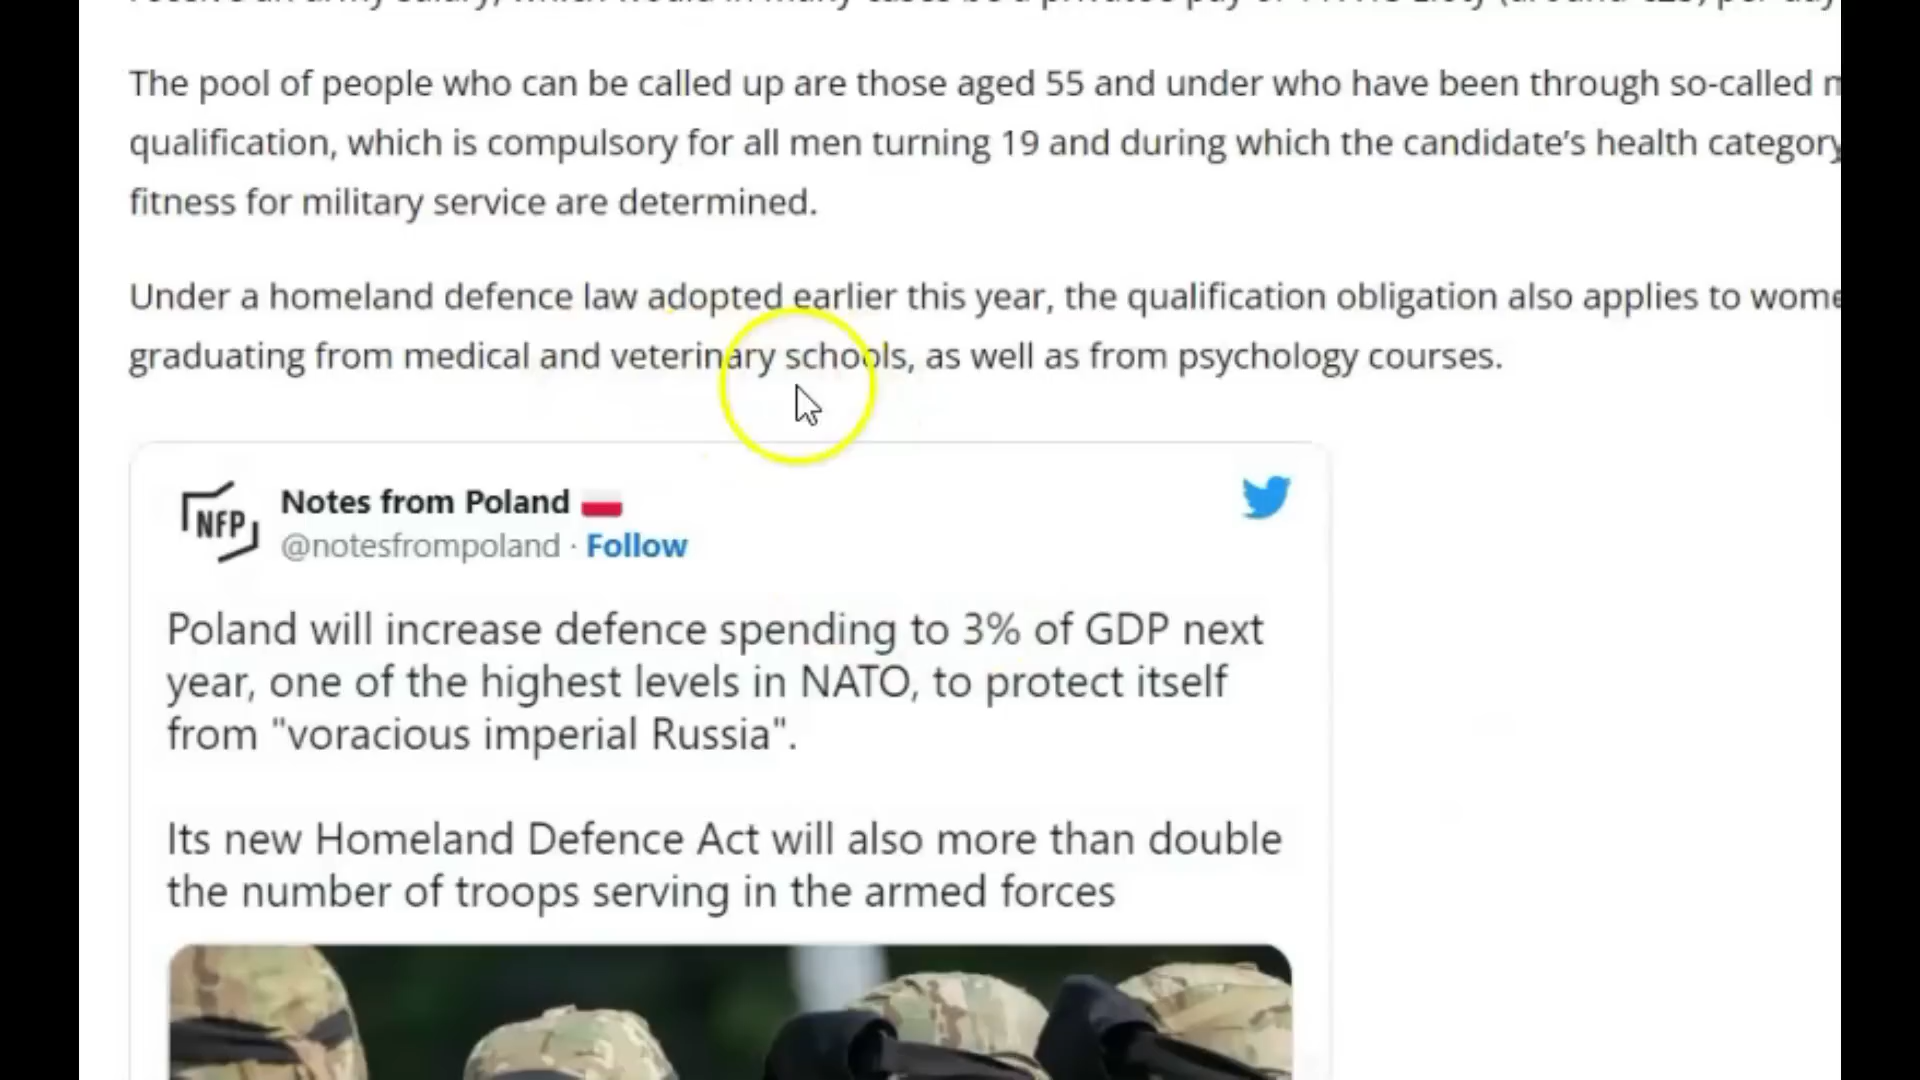 The pool of people who can be called up are those aged 55 and under who have been through so-called
qualification, which is compulsory for all men turning 19 and during which the candidate's health category
fitness for military service are determined.
Under a homeland defence law adopted earlier this year, the qualification obligation also applies to
graduating from medical and veterinary schools, as well as from psychology courses.
NFP
Notes from Poland
@notesfrompoland · Follow
Poland will increase defence spending to 3% of GDP next
year, one of the highest levels in NATO, to protect itself
from "voracious imperial Russia".
Its new Homeland Defence Act will also more than double
the number of troops serving in the armed forces